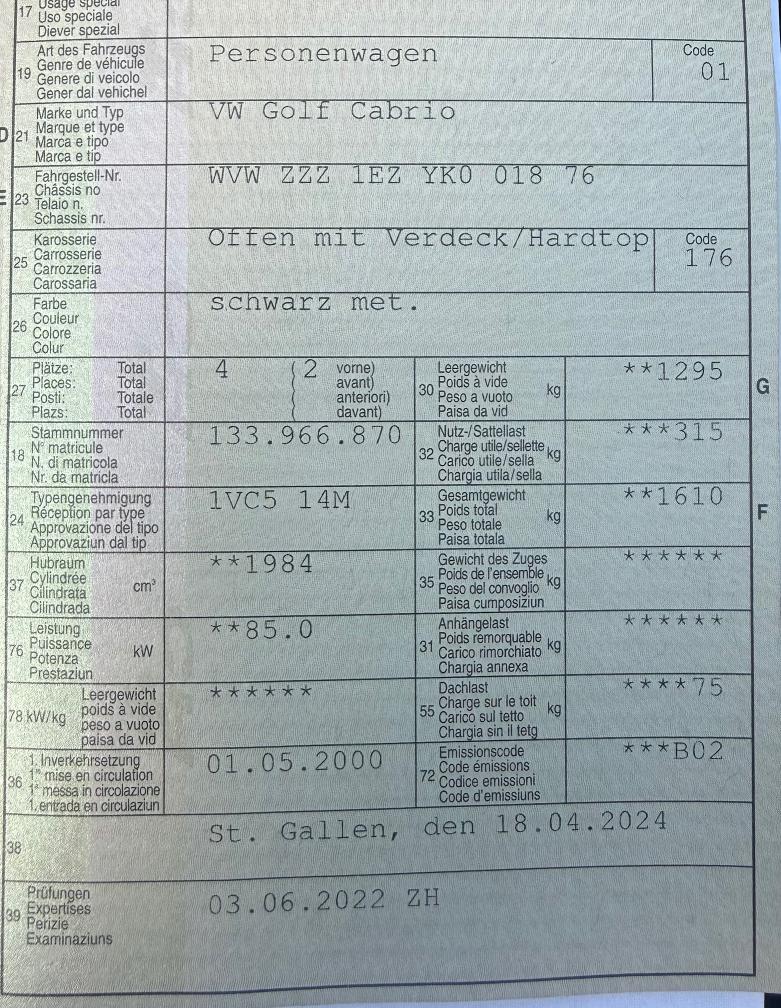 17 Usage spécial
Uso speciale
Diever spezial
19 Art des Fahrzeugs
Genre de véhicule
Genere di veicolo
Gener dal vehichel
Personenwagen
Code
01
D 21 Marke und Typ
Marque et type
Marca e tipo
Marca e tip
VW Golf Cabrio
E 23 Fahrgestell-Nr.
Châssis no
Telaio n.
Schassis nr.
WVW ZZZ 1EZ YK0 018 76
25 Karosserie
Carrosserie
Carrozzeria
Carossaria
Offen mit Verdeck/Hardtop
Code
176
26 Farbe
Couleur
Colore
Colur
schwarz met.
27 Plätze: Total
Places: Total
Posti: Totale
Plazs: Total
4 (2 vorne)
avant)
anteriori)
davant)
30 Leergewicht
Poids à vide
Peso a vuoto
Paisa da vid
kg
**1295
G
18 Stammnummer
N° matricule
N. di matricola
Nr. da matricla
133.966.870
32 Nutz-/Sattellast
Charge utile/sellette
Carico utile/sella
Chargia utila/sella
kg
***315
24 Typengenehmigung
Réception par type
Approvazione del tipo
Approvaziun dal tip
1VC5 14M
33 Gesamtgewicht
Poids total
Peso totale
Paisa totala
kg
**1610
F
37 Hubraum
Cylindrée
Cilindrata
Cilindrada
cm³
**1984
35 Gewicht des Zuges
Poids de l'ensemble
Peso del convoglio
Paisa cumposiziun
kg
******
76 Leistung
Puissance
Potenza
Prestaziun
kW
**85.0
31 Anhängelast
Poids remorquable
Carico rimorchiato
Chargia annexa
kg
******
78 kW/kg Leergewicht
poids à vide
peso a vuoto
paisa da vid
******
55 Dachlast
Charge sur le toit
Carico sul tetto
Chargia sin il tetg
kg
****75
36 1. Inverkehrsetzung
1re mise en circulation
1a messa in circolazione
1. entrada en circulaziun
01.05.2000
72 Emissionscode
Code émissions
Codice emissioni
Code d'emissiuns
***B02
38 St. Gallen, den 18.04.2024
39 Prüfungen
Expertises
Perizie
Examinaziuns
03.06.2022 ZH